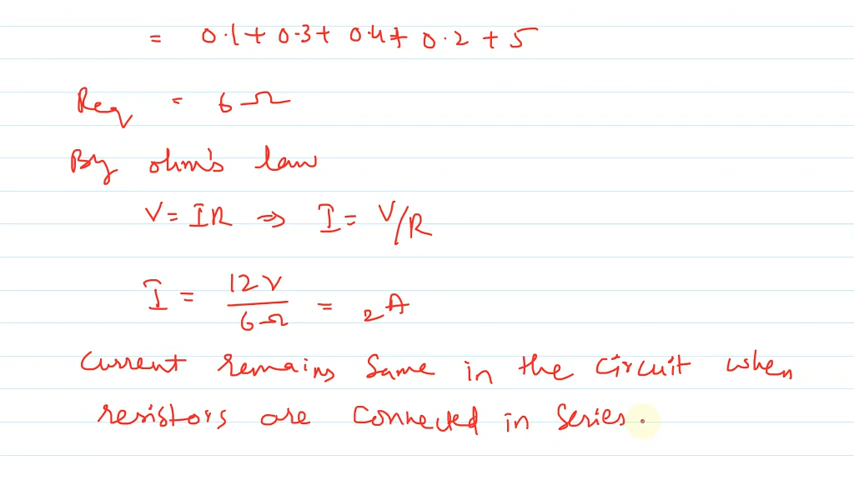 = 0.1 + 0.3 + 0.4 + 0.2 + 5
Req = 6 Ω
By ohm's law
V = IR ⇒ I = V/R
I = 12V / 6Ω = 2A
Current remains same in the circuit when
resistors are connected in series.